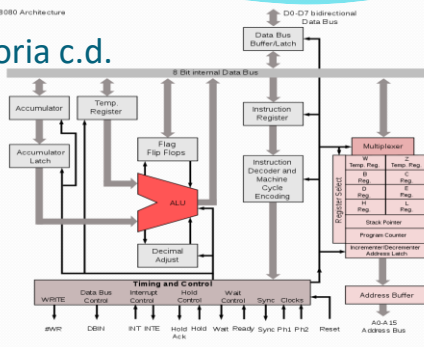 8080 Architecture
oria c.d.
D0-D7 bidirectional
Data Bus
Data Bus
Buffer/Latch
8 Bit internal Data Bus
Accumulator
Temp.
Register
Instruction
Register
Multiplexer
Accumulator
Latch
Flag
Flip Flops
Instruction
Decoder and
Machine
Cycle
Encoding
Register Select
W
Temp. Reg.
Z
Temp. Reg.
B
Reg.
C
Reg.
D
Reg.
E
Reg.
H
Reg.
L
Reg.
Stack Pointer
Program Counter
Incrementer/Decrementer
Address Latch
ALU
Decimal
Adjust
Timing and Control
WRITE
Data Bus
Control
Interrupt
Control
Hold
Control
Wait
Control
Sync
Clocks
Address Buffer
#WR
DBIN
INT
INTE
Hold
Ack
Hold
Wait
Ready
Sync
Ph1
Ph2
Reset
A0-A15
Address Bus